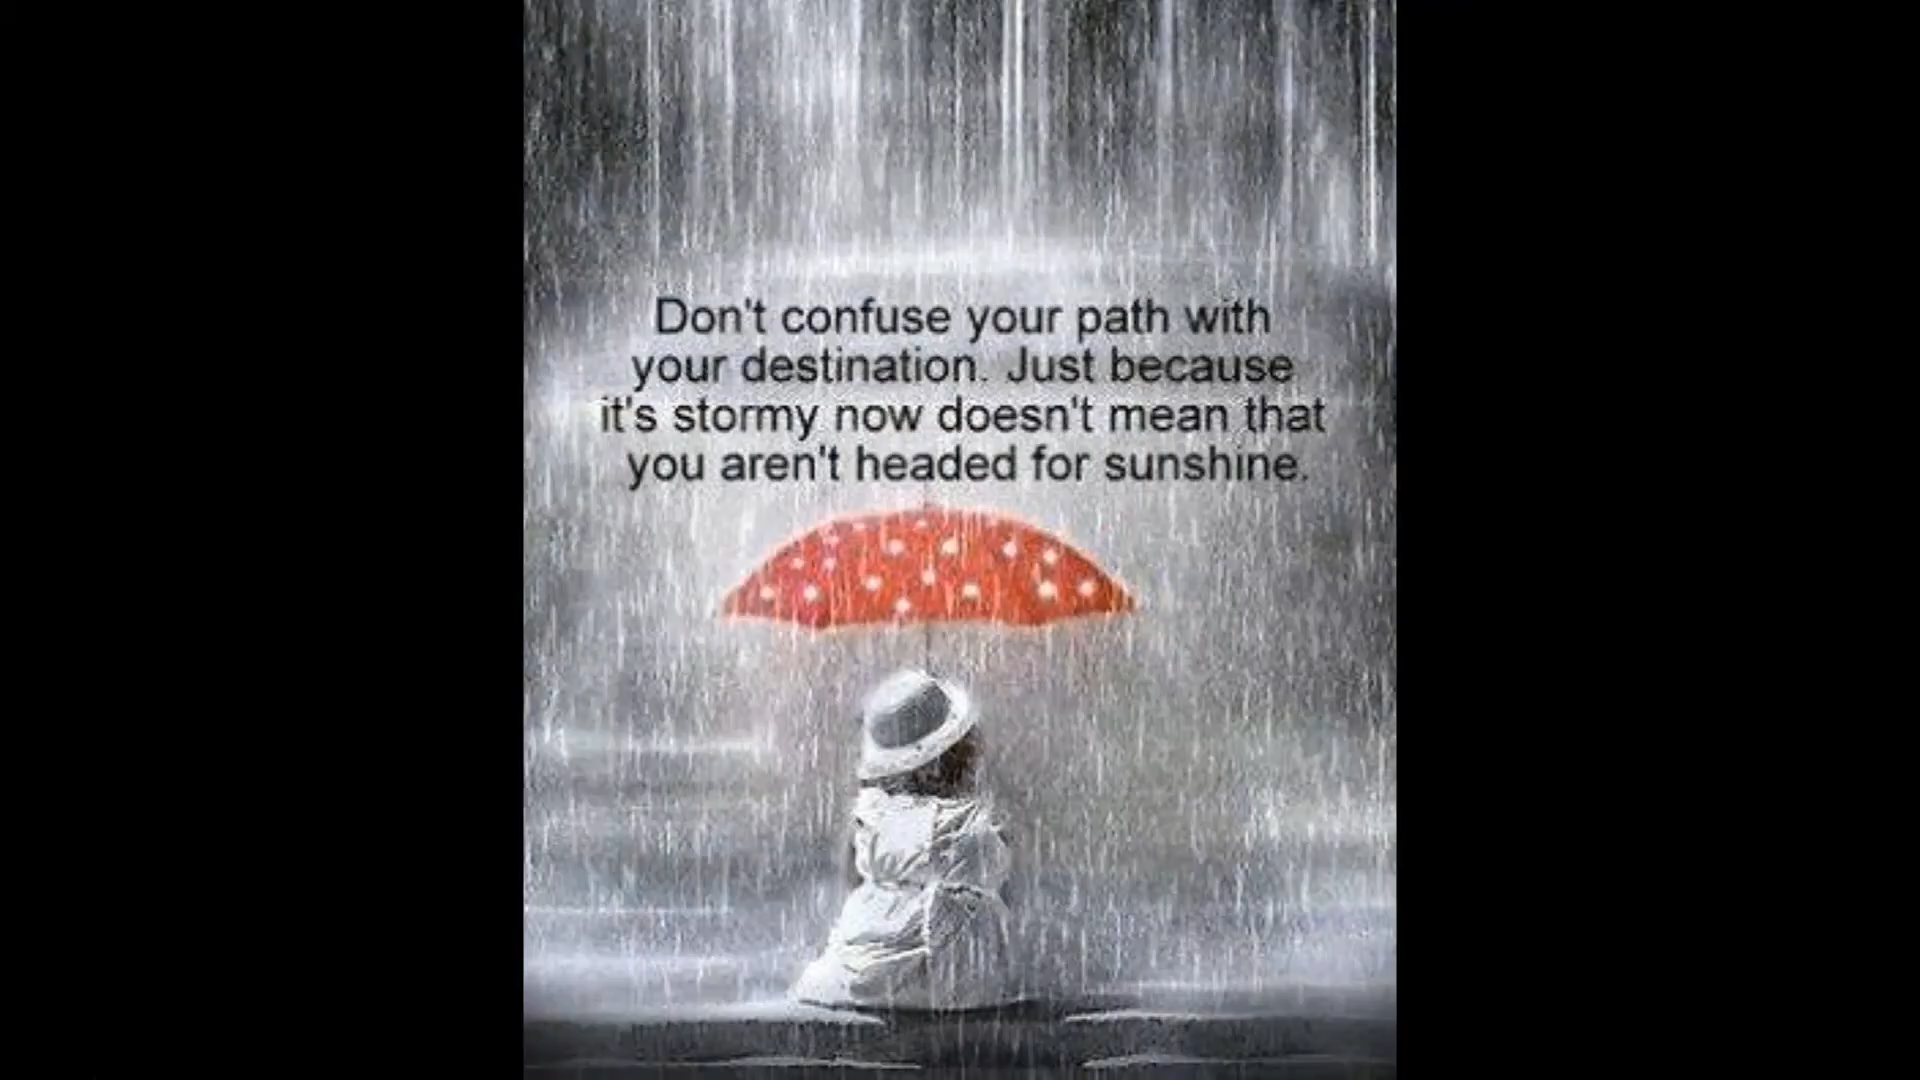 Don't confuse your path with
your destination. Just because
it's stormy now doesn't mean that
you aren't headed for sunshine.